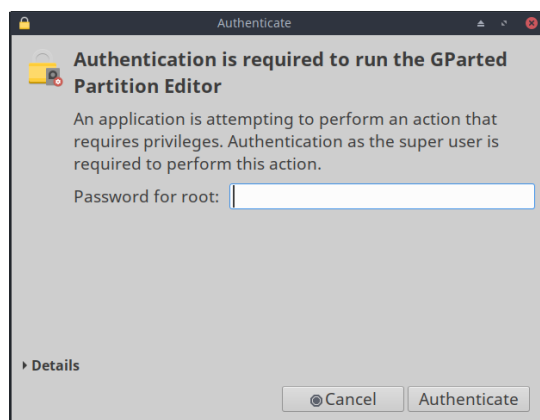 Authenticate
Authentication is required to run the GParted
Partition Editor
An application is attempting to perform an action that
requires privileges. Authentication as the super user is
required to perform this action.
Password for root:
Details
Cancel
Authenticate